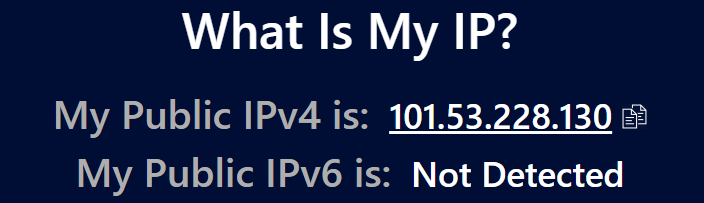 What Is My IP?
My Public IPv4 is: 101.53.228.130
My Public IPv6 is: Not Detected